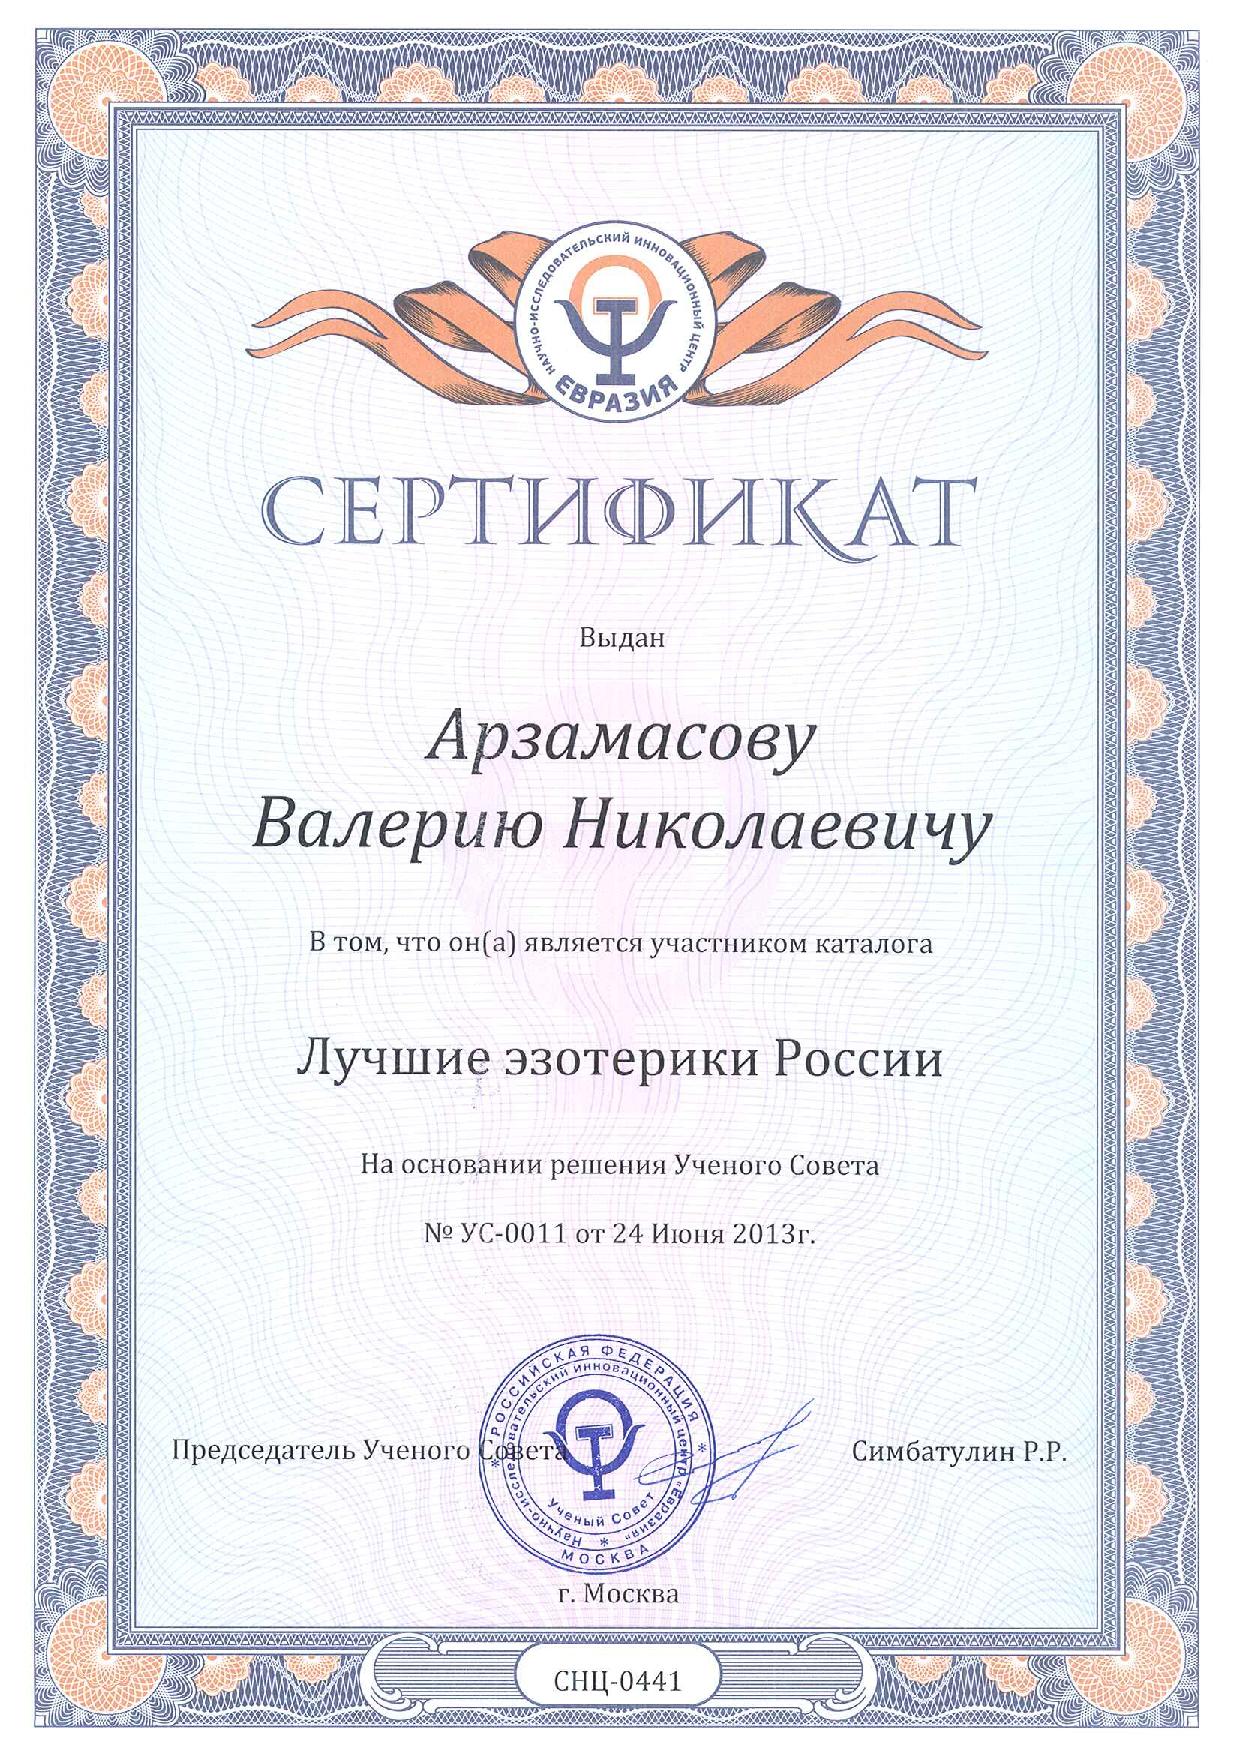 НАУЧНО-ИССЛЕДОВАТЕЛЬСКИЙ ИННОВАЦИОННЫЙ ЦЕНТР
ЕВРАЗИЯ
СЕРТИФИКАТ
Выдан
Арзамасову
Валерию Николаевичу
В том, что он(а) является участником каталога
Лучшие эзотерики России
На основании решения Ученого Совета
№ УС-0011 от 24 Июня 2013г.
Председатель Ученого Совета
Симбатулин Р.Р.
* РОССИЙСКАЯ ФЕДЕРАЦИЯ *
МОСКВА
Научно-исследовательский инновационный центр "Евразия" *
Ученый Совет
г. Москва
СНЦ-0441